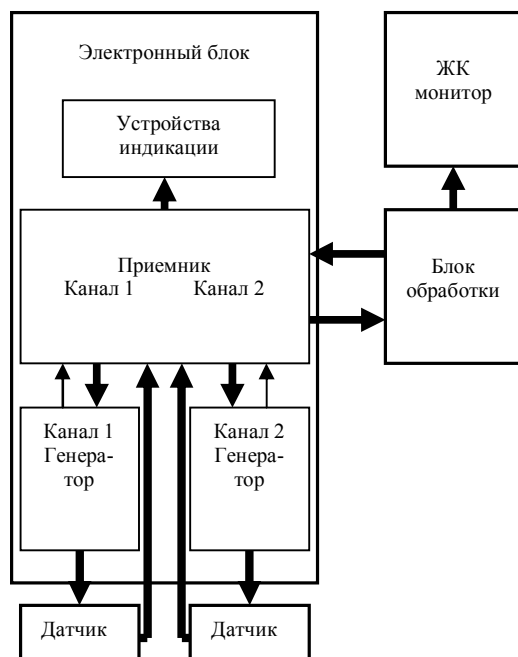 Электронный блок
ЖК
монитор
Устройства
индикации
Приемник
Канал 1 Канал 2
Блок
обработки
Канал 1
Генера-
тор
Канал 2
Генера-
тор
Датчик
Датчик